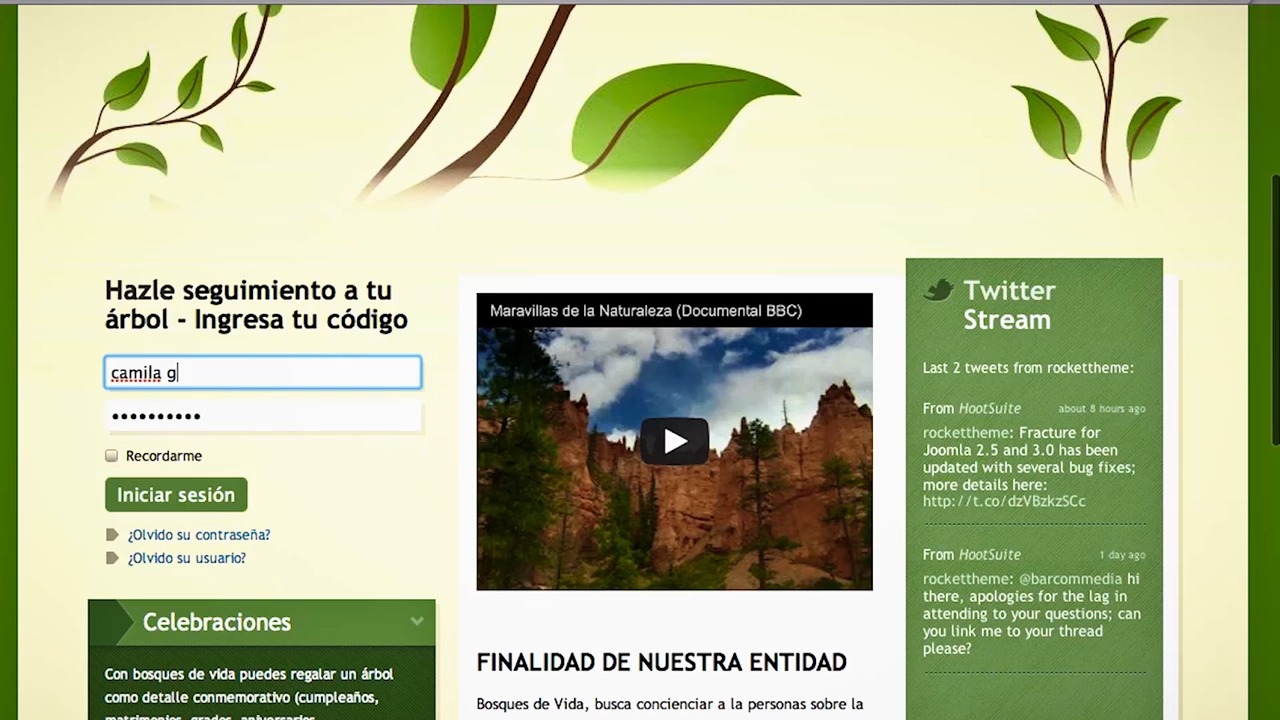 Hazle seguimiento a tu
árbol - Ingresa tu código
camila g
••••••••••
Recordarme
Iniciar sesión
¿Olvido su contraseña?
¿Olvido su usuario?
Celebraciones
Con bosques de vida puedes regalar un árbol
como detalle conmemorativo (cumpleaños,
matrimonios, grados, aniversarios
Maravillas de la Naturaleza (Documental BBC)
FINALIDAD DE NUESTRA ENTIDAD
Bosques de Vida, busca concienciar a la personas sobre la
Twitter
Stream
Last 2 tweets from rockettheme:
From HootSuite about 8 hours ago
rockettheme: Fracture for
Joomla 2.5 and 3.0 has been
updated with several bug fixes;
more details here:
http://t.co/dzVBzkzSCc
From HootSuite 1 day ago
rockettheme: @barcommedia hi
there, apologies for the lag in
attending to your questions; can
you link me to your thread
please?